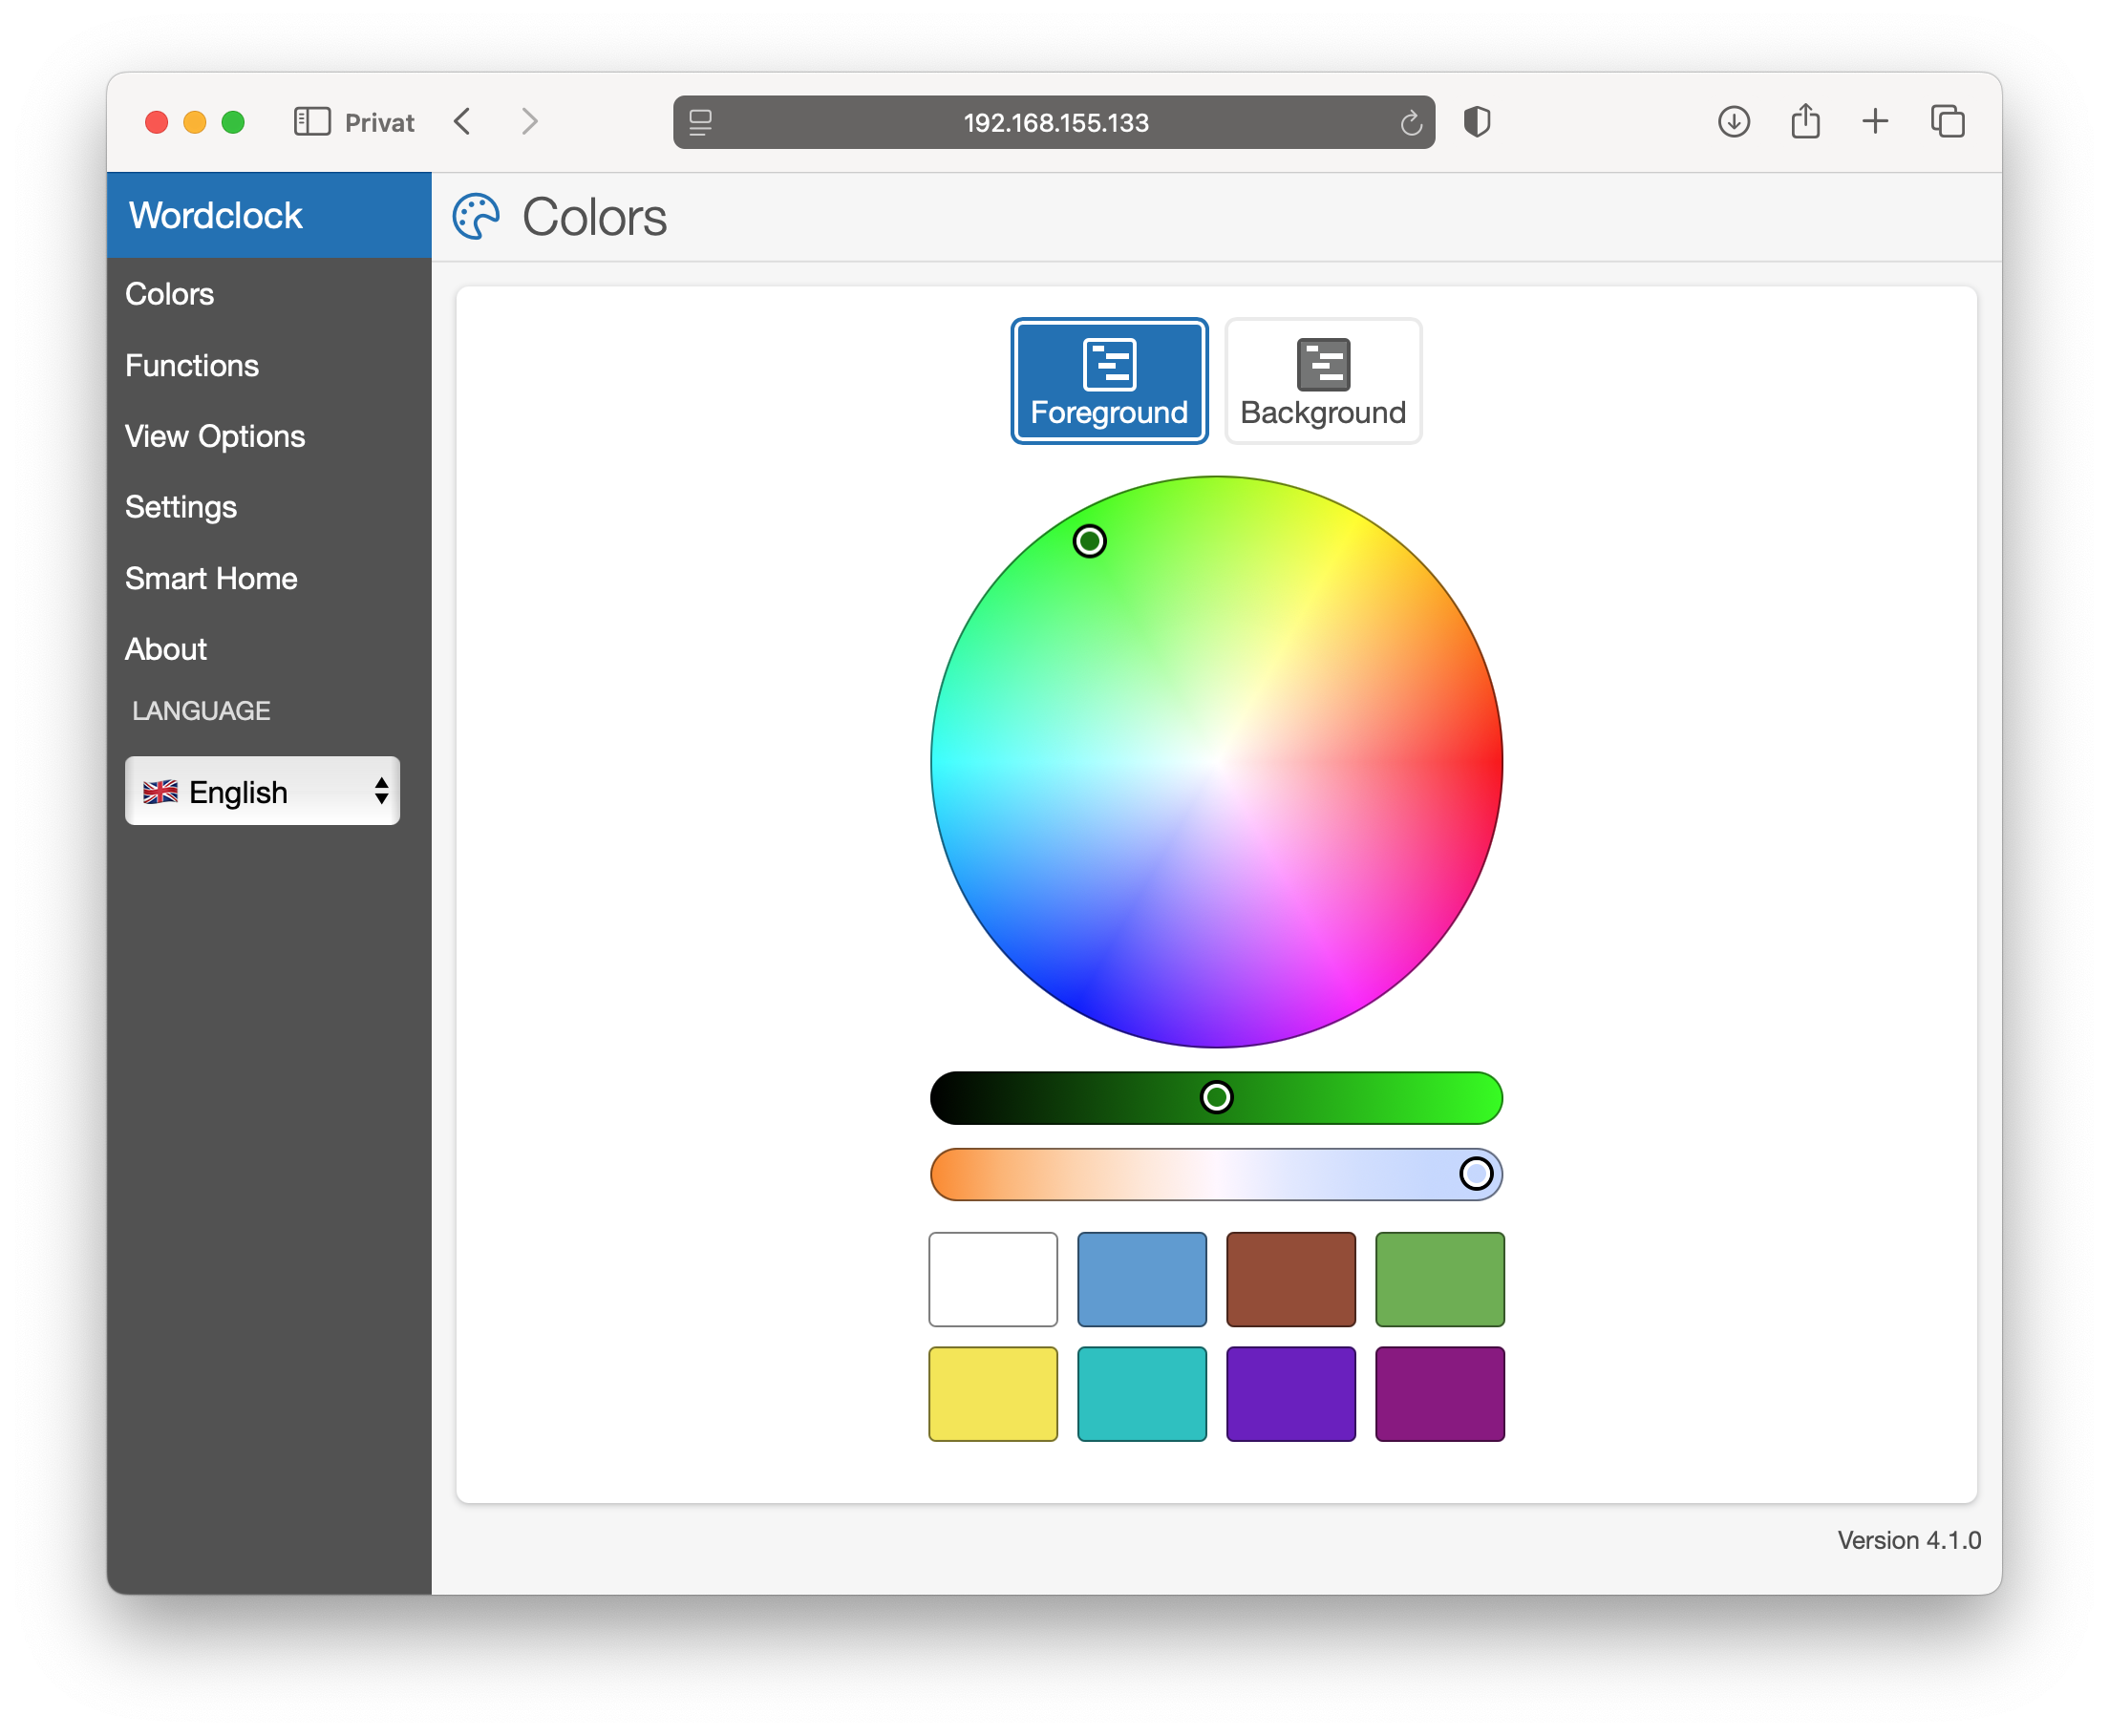 Privat
192.168.155.133
Wordclock
Colors
Functions
View Options
Settings
Smart Home
About
LANGUAGE
🇬🇧 English
Colors
Foreground
Background
Version 4.1.0